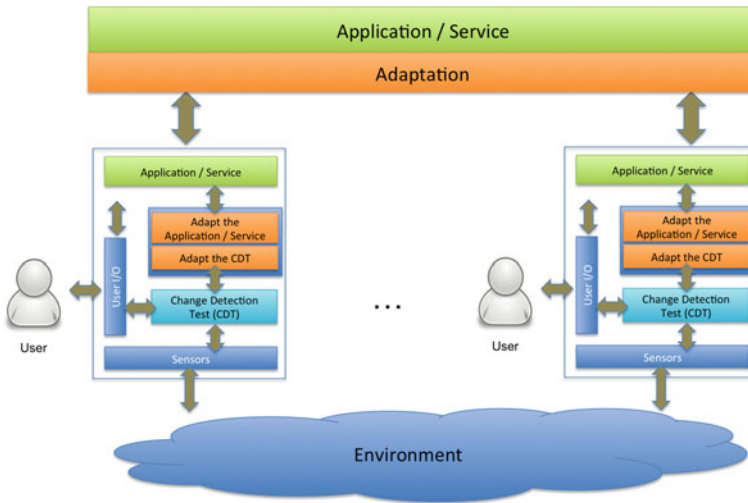 Application / Service
Adaptation
Application / Service
Adapt the
Application / Service
Adapt the CDT
User I/O
Change Detection
Test (CDT)
Sensors
User
...
Application / Service
Adapt the
Application / Service
Adapt the CDT
User I/O
Change Detection
Test (CDT)
Sensors
User
Environment